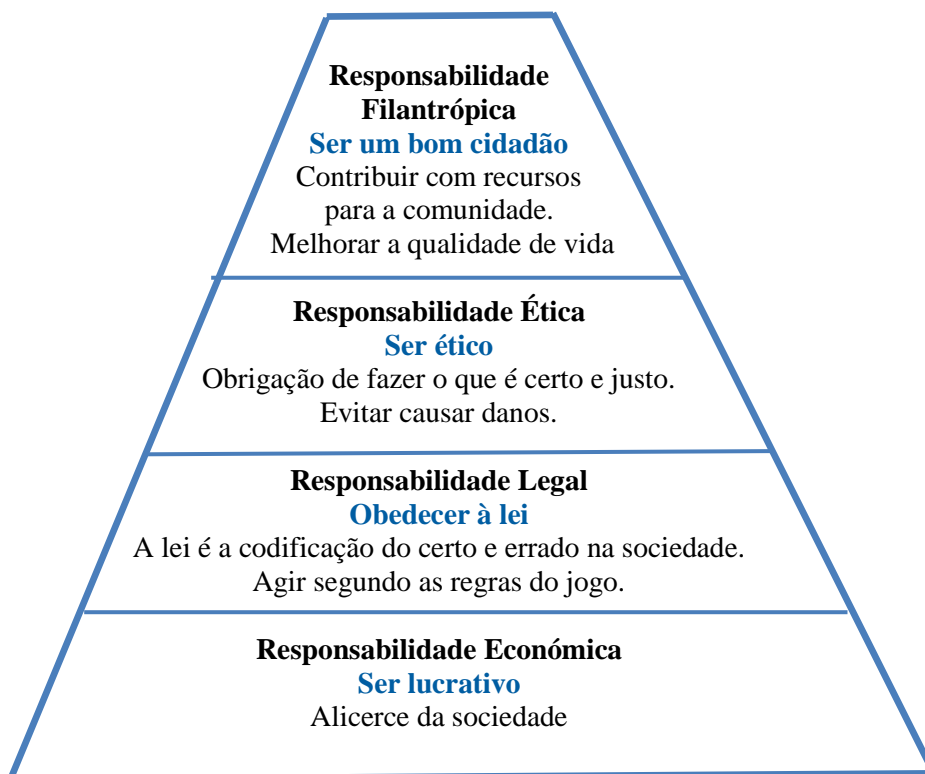 Responsabilidade
Filantrópica
Ser um bom cidadão
Contribuir com recursos
para a comunidade.
Melhorar a qualidade de vida
Responsabilidade Ética
Ser ético
Obrigação de fazer o que é certo e justo.
Evitar causar danos.
Responsabilidade Legal
Obedecer à lei
A lei é a codificação do certo e errado na sociedade.
Agir segundo as regras do jogo.
Responsabilidade Económica
Ser lucrativo
Alicerce da sociedade